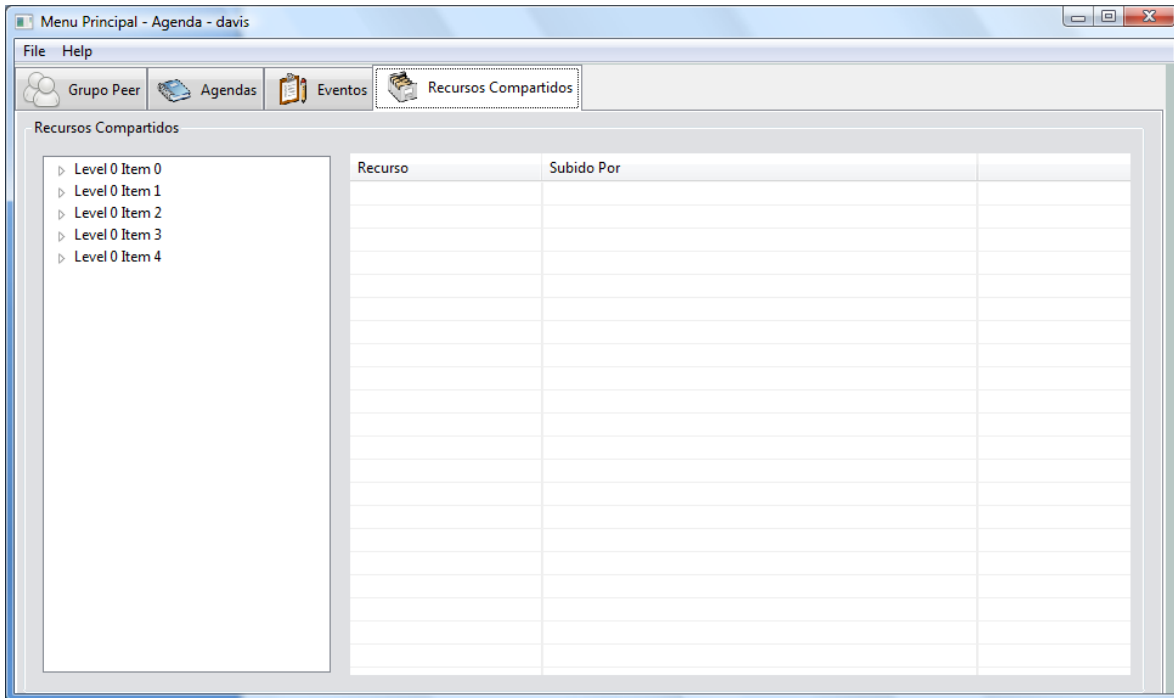 Menu Principal - Agenda - davis
File Help
Grupo Peer Agendas Eventos Recursos Compartidos
Recursos Compartidos
Level 0 Item 0
Level 0 Item 1
Level 0 Item 2
Level 0 Item 3
Level 0 Item 4
Recurso Subido Por